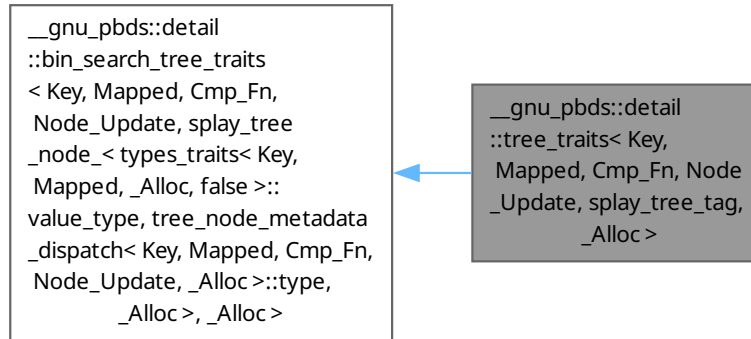 __gnu_pbds::detail
::bin_search_tree_traits
< Key, Mapped, Cmp_Fn,
Node_Update, splay_tree
_node_< types_traits< Key,
Mapped, _Alloc, false >::
value_type, tree_node_metadata
_dispatch< Key, Mapped, Cmp_Fn,
Node_Update, _Alloc >::type,
_Alloc >, _Alloc >
__gnu_pbds::detail
::tree_traits< Key,
Mapped, Cmp_Fn, Node
_Update, splay_tree_tag,
_Alloc >